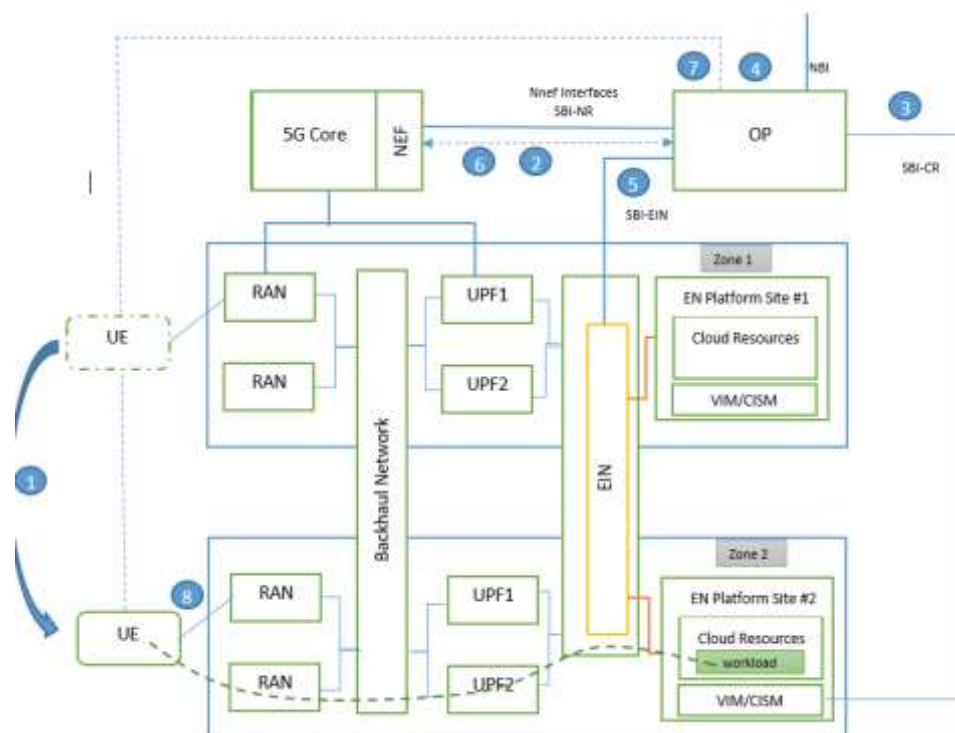 7
4
NBI
Nnef Interfaces
SBI-NR
3
5G Core
NEF
OP
6
2
SBI-CR
5
SBI-EIN
Zone 1
RAN
UPF1
EN Platform Site #1
UE
Cloud Resources
RAN
UPF2
VIM/CISM
1
Backhaul Network
EIN
Zone 2
8
RAN
UPF1
EN Platform Site #2
UE
Cloud Resources
workload
RAN
UPF2
VIM/CISM